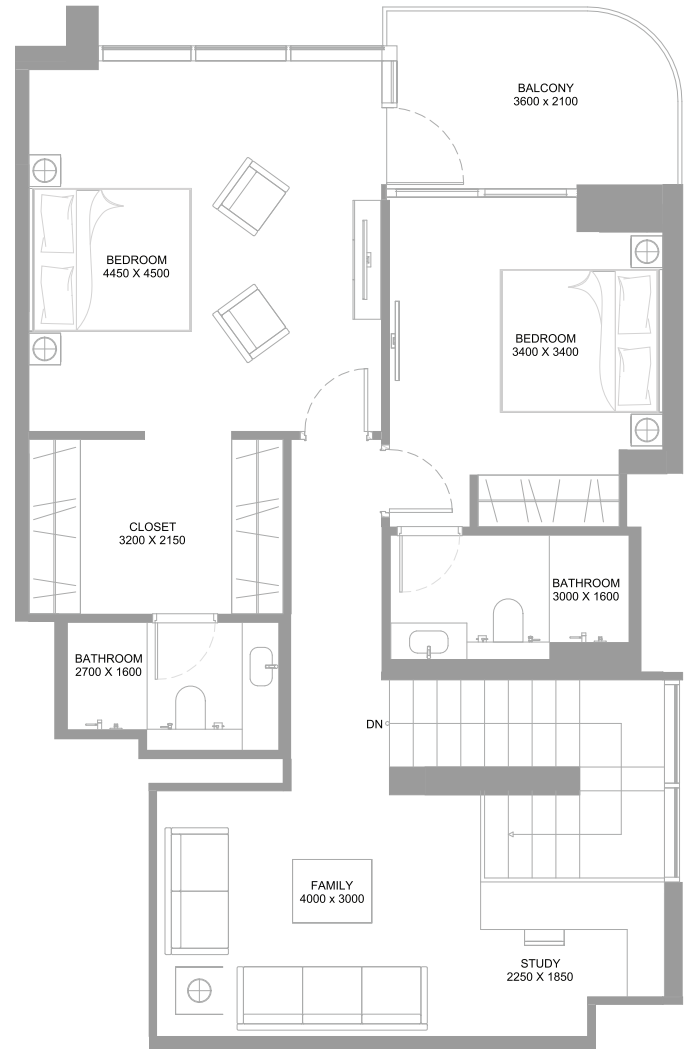 BALCONY
3600 x 2100
BEDROOM
4450 X 4500
BEDROOM
3400 X 3400
CLOSET
3200 X 2150
BATHROOM
3000 X 1600
BATHROOM
2700 X 1600
DN
FAMILY
4000 x 3000
STUDY
2250 X 1850